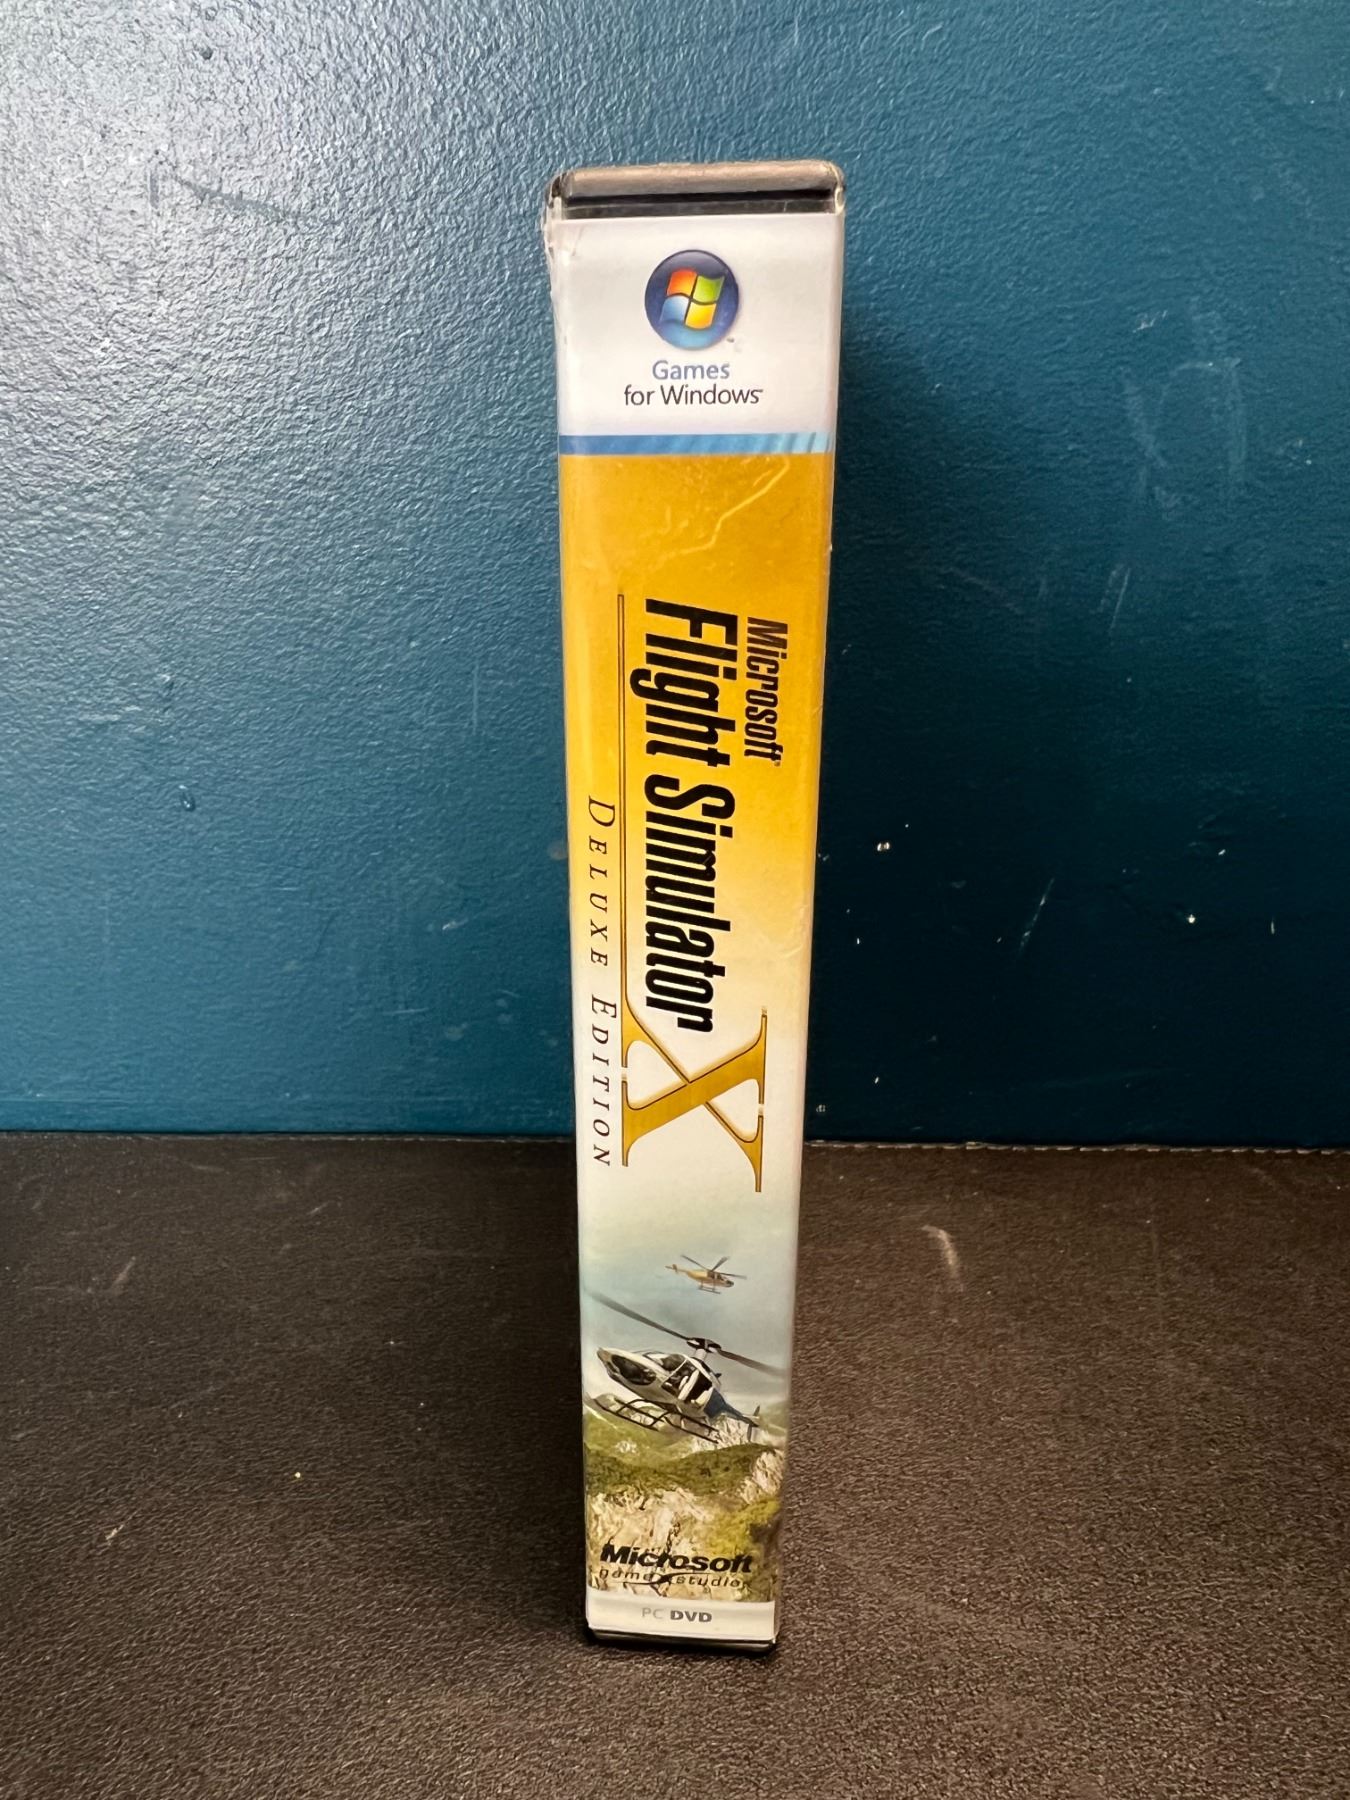 Games
for Windows
Microsoft
Flight Simulator X
DELUXE EDITION
Microsoft
game studios
PC DVD